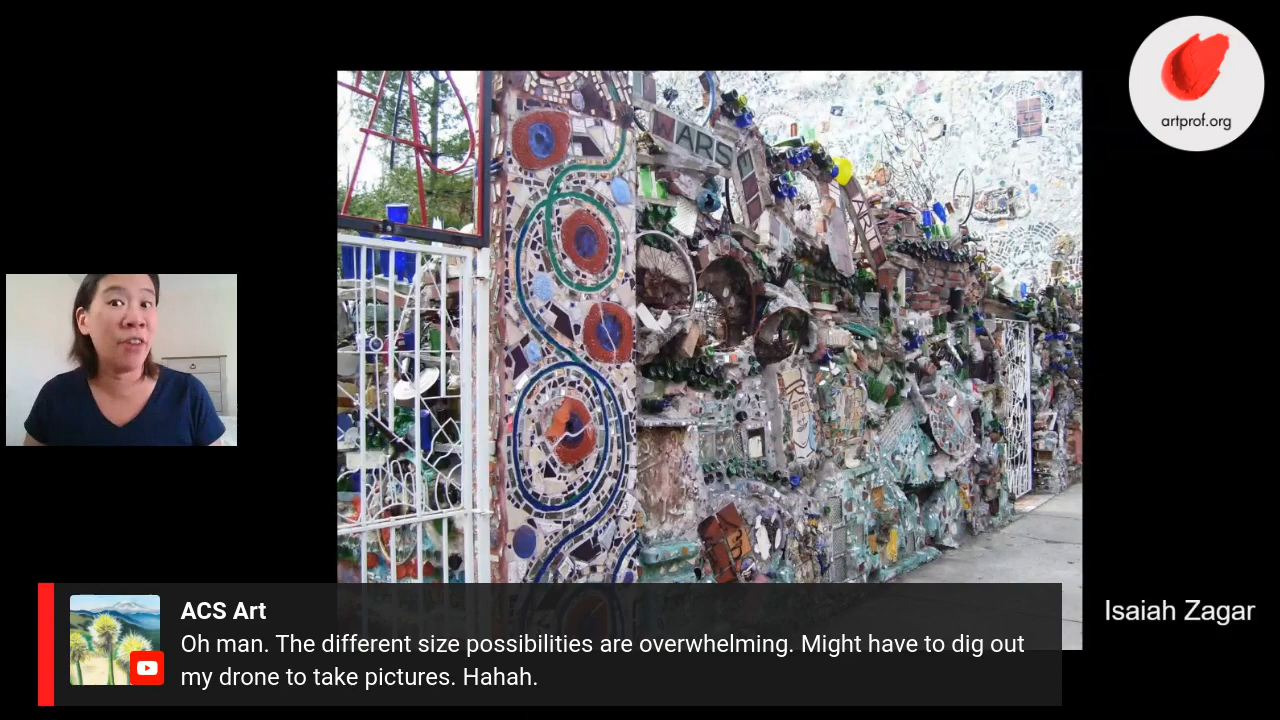 artprof.org
ARS
Isaiah Zagar
ACS Art
Oh man. The different size possibilities are overwhelming. Might have to dig out
my drone to take pictures. Hahah.